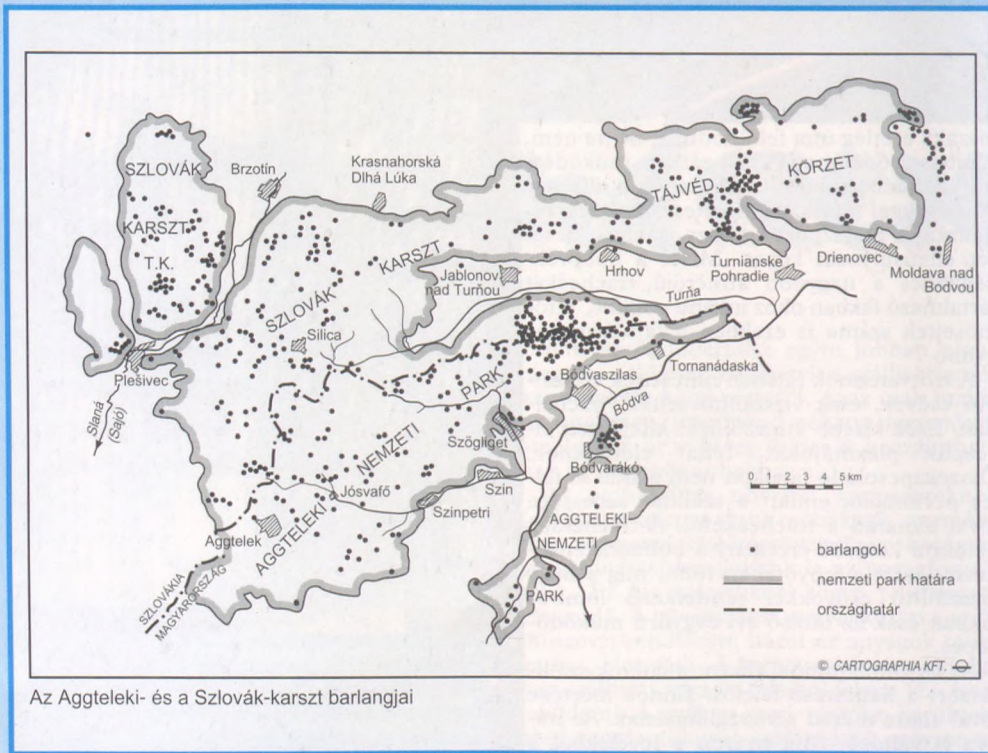 SZLOVÁK
KARSZT
T.K.
Brzotín
Krasnahorská
Dlhá Lúka
TÁJVÉD.
KÖRZET
SZLOVÁK
KARSZT
Jablonov
nad Turňou
Hrhov
Turnianske
Pohradie
Drienovec
Moldava nad
Bodvou
Turňa
Silica
Plešivec
Slaná
(Sajó)
PARK
Bódvaszilas
Tornanádaska
Bódva
NEMZETI
Szögliget
Bódvarákó
Jósvafő
Szin
Szinpetri
Aggtelek
AGGTELEKI
AGGTELEKI
NEMZETI
PARK
SZLOVÁKIA
MAGYARORSZÁG
0 1 2 3 4 5 km
barlangok
nemzeti park határa
országhatár
© CARTOGRAPHIA KFT.
Az Aggteleki- és a Szlovák-karszt barlangjai